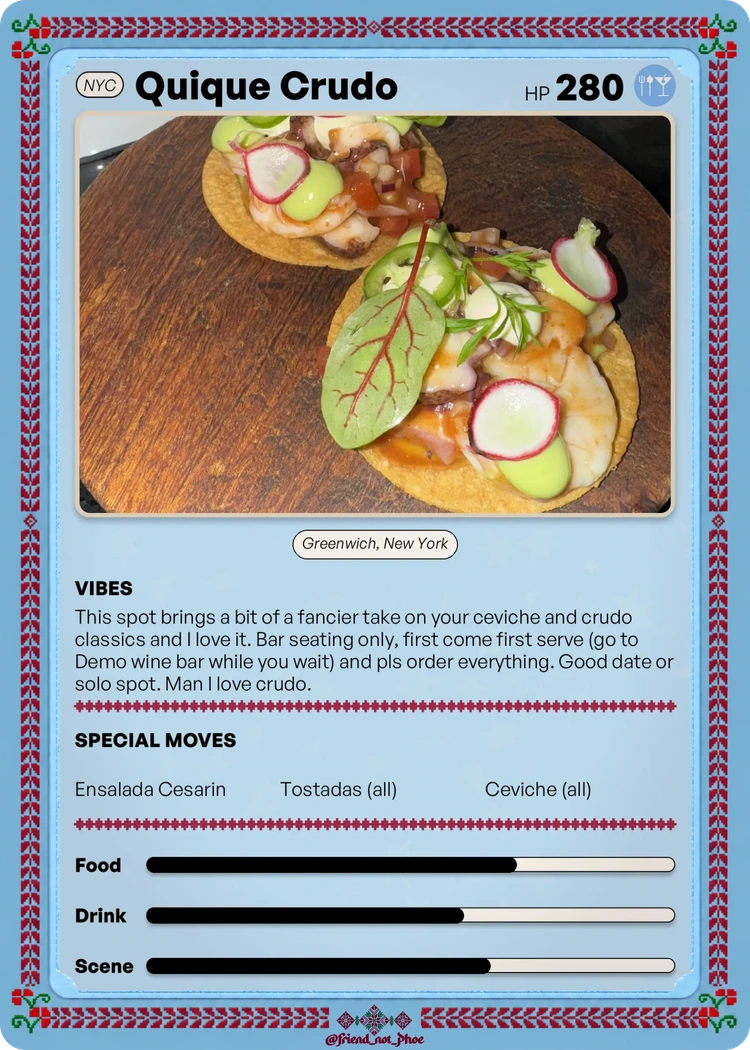 NYC Quique Crudo HP 280
Greenwich, New York
VIBES
This spot brings a bit of a fancier take on your ceviche and crudo
classics and I love it. Bar seating only, first come first serve (go to
Demo wine bar while you wait) and pls order everything. Good date or
solo spot. Man I love crudo.
SPECIAL MOVES
Ensalada Cesarin Tostadas (all) Ceviche (all)
Food
Drink
Scene
@friend_not_Phoe